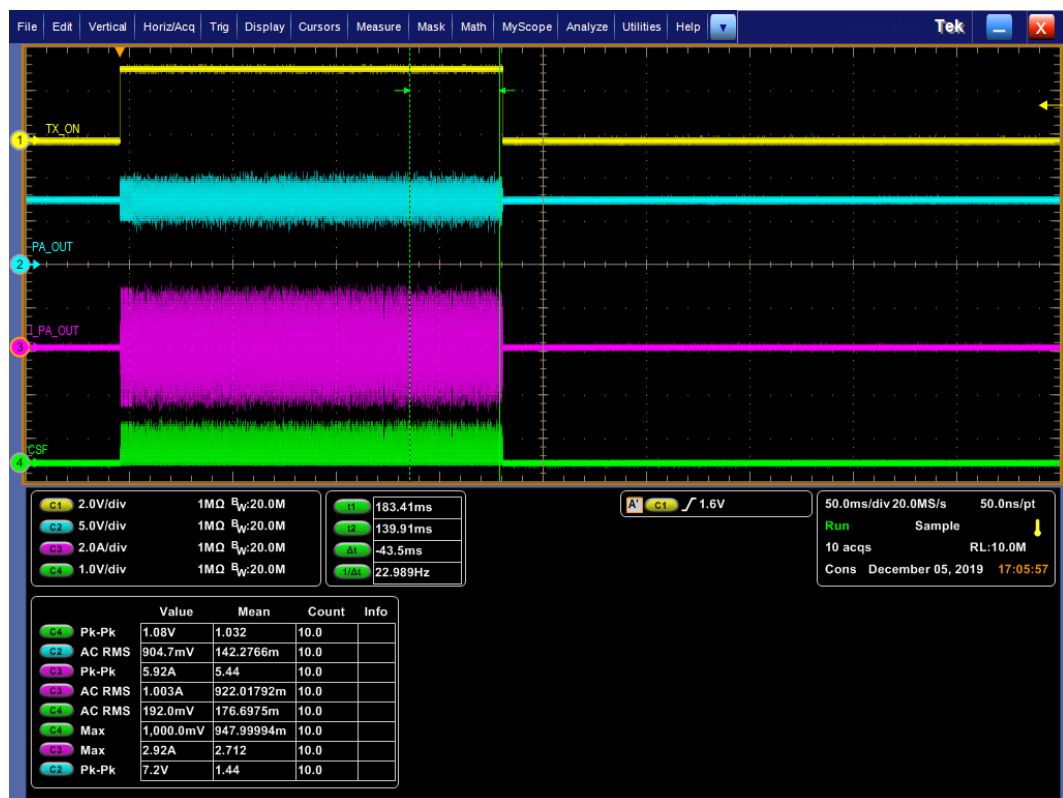 File Edit Vertical Horiz/Acq Trig Display Cursors Measure Mask Math MyScope Analyze Utilities Help Tek X
TX_ON
1
PA_OUT
2
I_PA_OUT
3
CSF
4
C1 2.0V/div 1MΩ BW:20.0M
C2 5.0V/div 1MΩ BW:20.0M
C3 2.0A/div 1MΩ BW:20.0M
C4 1.0V/div 1MΩ BW:20.0M
t1 183.41ms
t2 139.91ms
Δt -43.5ms
1/Δt 22.989Hz
A' C1 1.6V
50.0ms/div 20.0MS/s 50.0ns/pt
Run Sample
10 acqs RL:10.0M
Cons December 05, 2019 17:05:57
Value Mean Count Info
C4 Pk-Pk 1.08V 1.032 10.0
C2 AC RMS 904.7mV 142.2766m 10.0
C3 Pk-Pk 5.92A 5.44 10.0
C3 AC RMS 1.003A 922.01792m 10.0
C4 AC RMS 192.0mV 176.6975m 10.0
C4 Max 1,000.0mV 947.99994m 10.0
C3 Max 2.92A 2.712 10.0
C2 Pk-Pk 7.2V 1.44 10.0